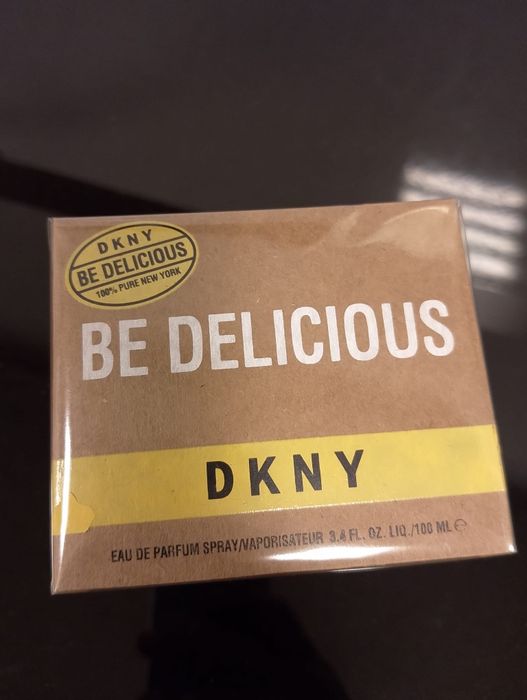 DKNY
BE DELICIOUS
100% PURE NEW YORK
BE DELICIOUS
DKNY
EAU DE PARFUM SPRAY/VAPORISATEUR 3.4 FL. OZ. LIQ./100 ML ℮